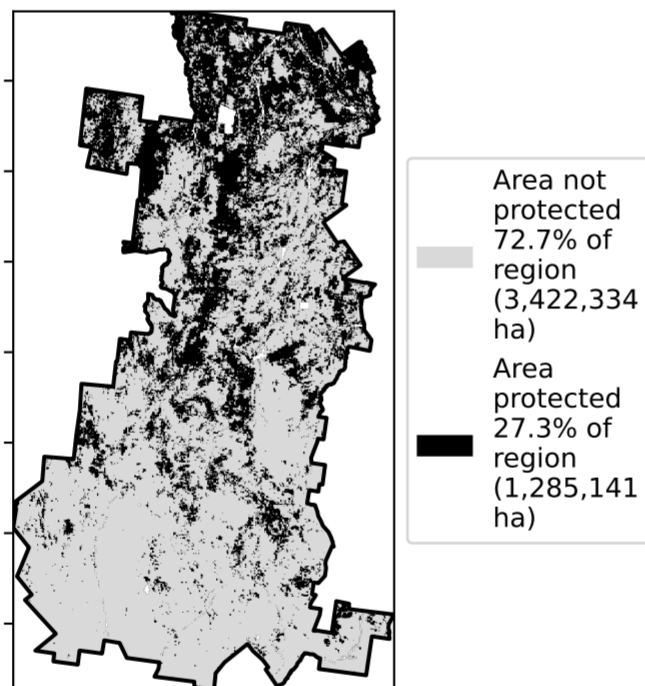 Area not
protected
72.7% of
region
(3,422,334
ha)
Area
protected
27.3% of
region
(1,285,141
ha)